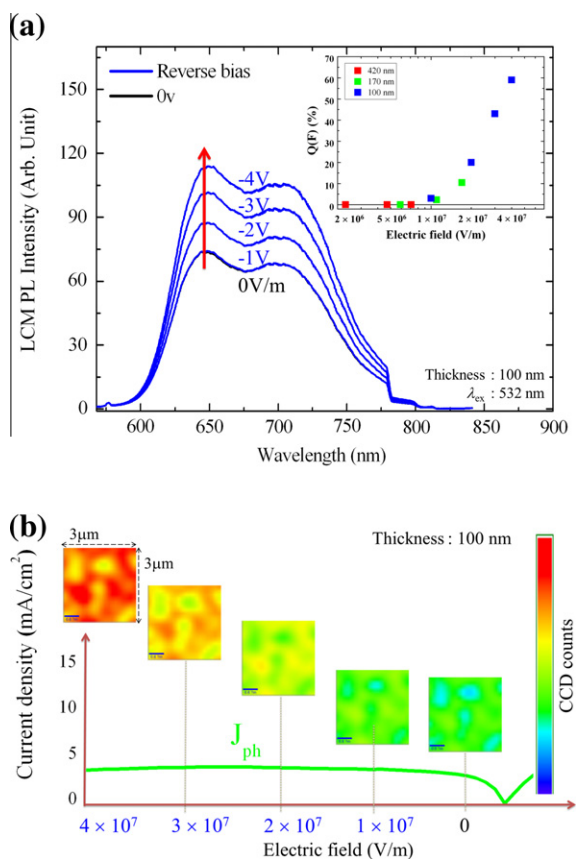 (a)
Reverse bias
0v
-4V
-3V
-2V
-1V
0V/m
Thickness : 100 nm
λex : 532 nm
LCM PL Intensity (Arb. Unit)
165
135
105
75
60
30
0
600
650
700
750
800
850
900
Wavelength (nm)
420 nm
170 nm
100 nm
Q(F) (%)
70
60
50
40
30
20
10
0
2 × 10⁶
5 × 10⁶
1 × 10⁷
2 × 10⁷
4 × 10⁷
Electric field (V/m)
(b)
Thickness : 100 nm
3μm
3μm
Current density (mA/cm²)
15
10
5
0
Jph
4 × 10⁷
3 × 10⁷
2 × 10⁷
1 × 10⁷
0
Electric field (V/m)
CCD counts